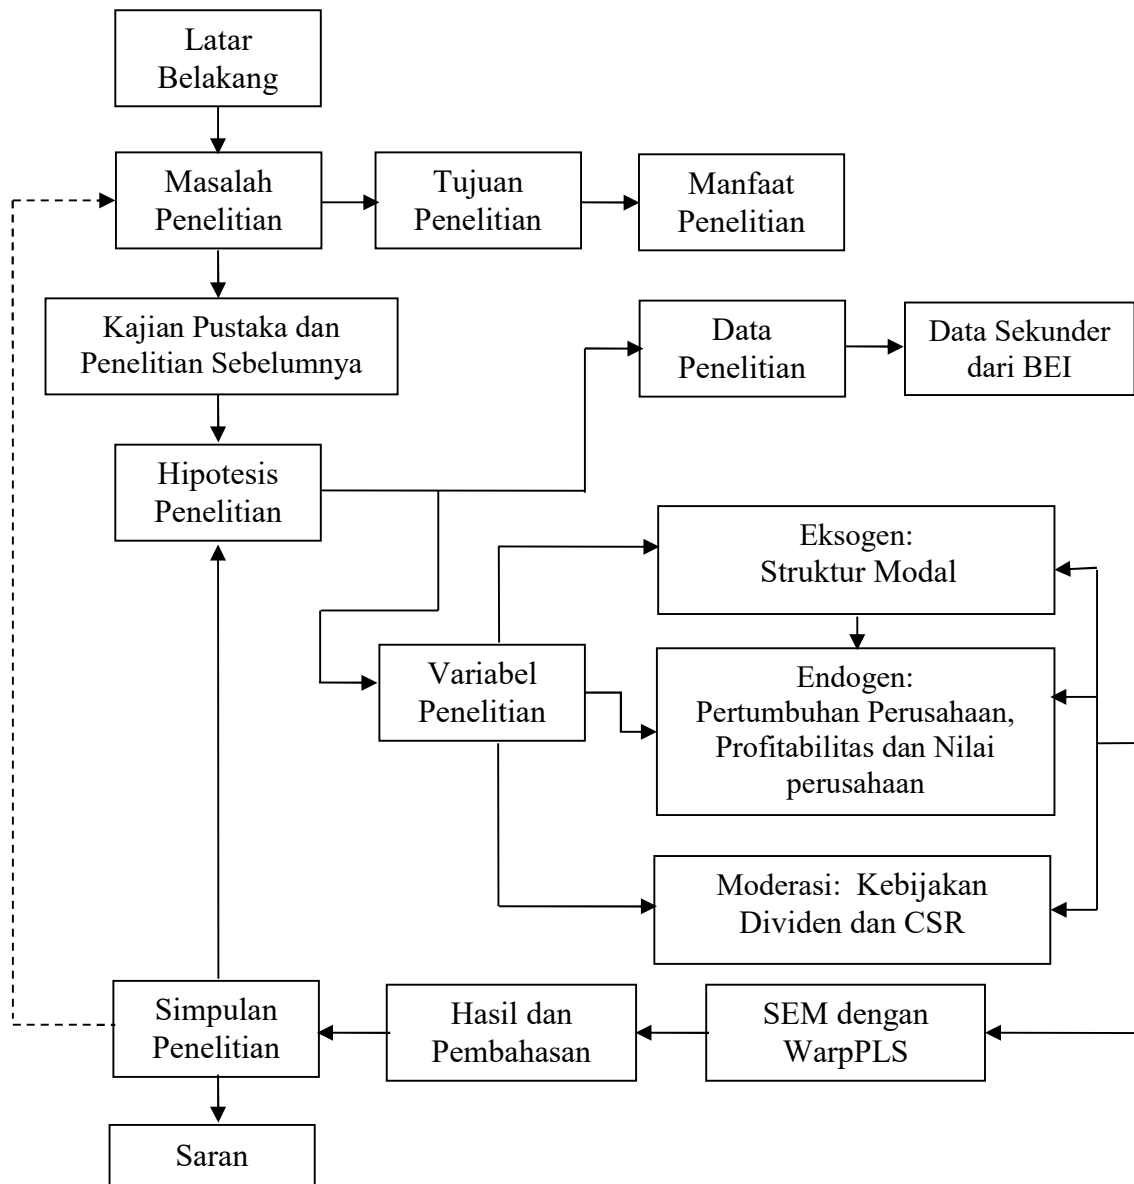 Latar
Belakang
Masalah
Penelitian
Tujuan
Penelitian
Manfaat
Penelitian
Kajian Pustaka dan
Penelitian Sebelumnya
Data
Penelitian
Data Sekunder
dari BEI
Hipotesis
Penelitian
Eksogen:
Struktur Modal
Variabel
Penelitian
Endogen:
Pertumbuhan Perusahaan,
Profitabilitas dan Nilai
perusahaan
Moderasi: Kebijakan
Dividen dan CSR
Simpulan
Penelitian
Hasil dan
Pembahasan
SEM dengan
WarpPLS
Saran